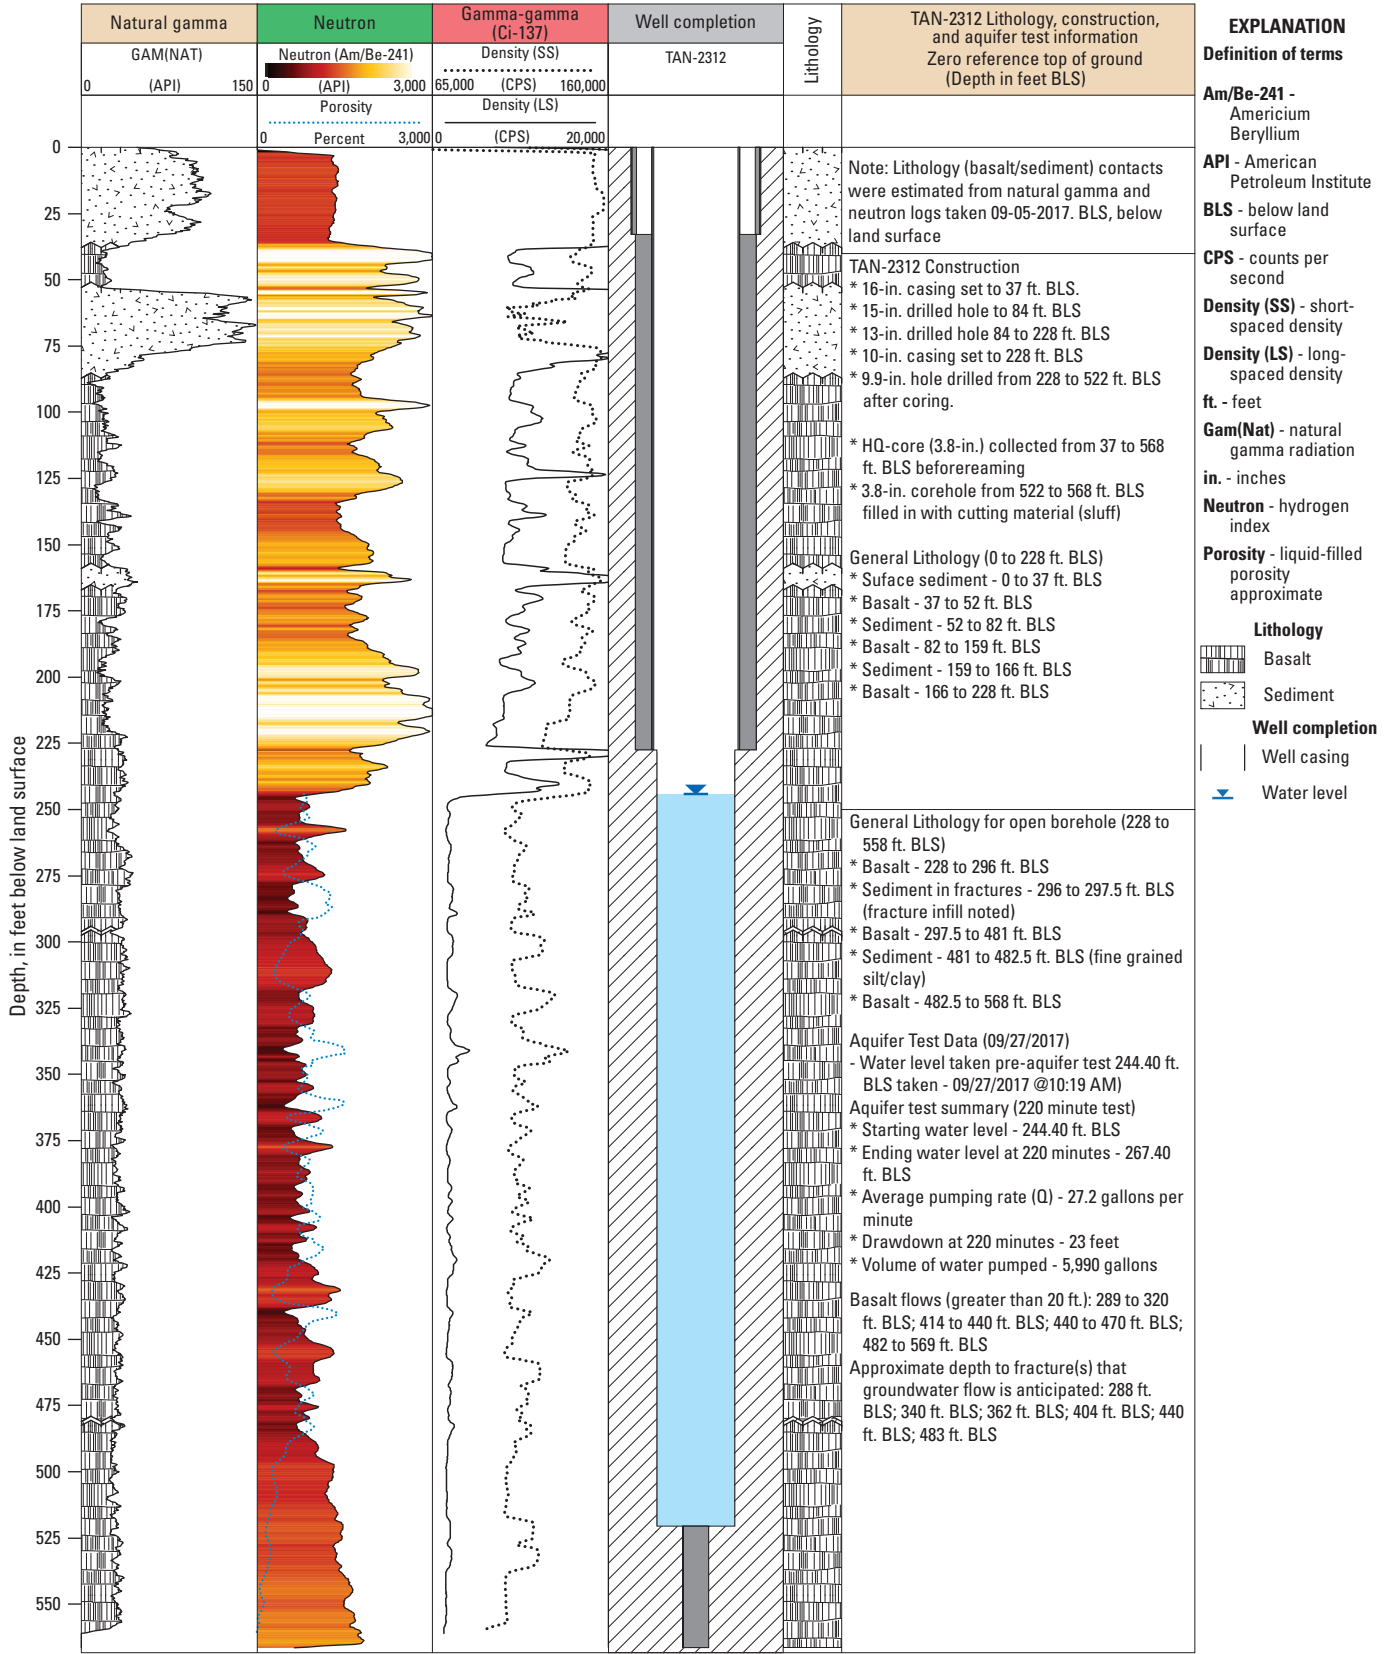 Natural gamma
GAM(NAT)
0 (API) 150
Neutron
Neutron (Am/Be-241)
0 (API) 3,000
Porosity
0 Percent 3,000
Gamma-gamma
(Ci-137)
Density (SS)
65,000 (CPS) 160,000
Density (LS)
0 (CPS) 20,000
Well completion
TAN-2312
Lithology
TAN-2312 Lithology, construction,
and aquifer test information
Zero reference top of ground
(Depth in feet BLS)
Depth, in feet below land surface
0
25
50
75
100
125
150
175
200
225
250
275
300
325
350
375
400
425
450
475
500
525
550
Note: Lithology (basalt/sediment) contacts
were estimated from natural gamma and
neutron logs taken 09-05-2017. BLS, below
land surface
TAN-2312 Construction
* 16-in. casing set to 37 ft. BLS.
* 15-in. drilled hole to 84 ft. BLS
* 13-in. drilled hole 84 to 228 ft. BLS
* 10-in. casing set to 228 ft. BLS
* 9.9-in. hole drilled from 228 to 522 ft. BLS
after coring.
* HQ-core (3.8-in.) collected from 37 to 568
ft. BLS beforereaming
* 3.8-in. corehole from 522 to 568 ft. BLS
filled in with cutting material (sluff)
General Lithology (0 to 228 ft. BLS)
* Suface sediment - 0 to 37 ft. BLS
* Basalt - 37 to 52 ft. BLS
* Sediment - 52 to 82 ft. BLS
* Basalt - 82 to 159 ft. BLS
* Sediment - 159 to 166 ft. BLS
* Basalt - 166 to 228 ft. BLS
General Lithology for open borehole (228 to
558 ft. BLS)
* Basalt - 228 to 296 ft. BLS
* Sediment in fractures - 296 to 297.5 ft. BLS
(fracture infill noted)
* Basalt - 297.5 to 481 ft. BLS
* Sediment - 481 to 482.5 ft. BLS (fine grained
silt/clay)
* Basalt - 482.5 to 568 ft. BLS
Aquifer Test Data (09/27/2017)
- Water level taken pre-aquifer test 244.40 ft.
BLS taken - 09/27/2017 @10:19 AM)
Aquifer test summary (220 minute test)
* Starting water level - 244.40 ft. BLS
* Ending water level at 220 minutes - 267.40
ft. BLS
* Average pumping rate (Q) - 27.2 gallons per
minute
* Drawdown at 220 minutes - 23 feet
* Volume of water pumped - 5,990 gallons
Basalt flows (greater than 20 ft.): 289 to 320
ft. BLS; 414 to 440 ft. BLS; 440 to 470 ft. BLS;
482 to 569 ft. BLS
Approximate depth to fracture(s) that
groundwater flow is anticipated: 288 ft.
BLS; 340 ft. BLS; 362 ft. BLS; 404 ft. BLS; 440
ft. BLS; 483 ft. BLS
EXPLANATION
Definition of terms
Am/Be-241 -
Americium
Beryllium
API - American
Petroleum Institute
BLS - below land
surface
CPS - counts per
second
Density (SS) - short-
spaced density
Density (LS) - long-
spaced density
ft. - feet
Gam(Nat) - natural
gamma radiation
in. - inches
Neutron - hydrogen
index
Porosity - liquid-filled
porosity
approximate
Lithology
Basalt
Sediment
Well completion
Well casing
Water level